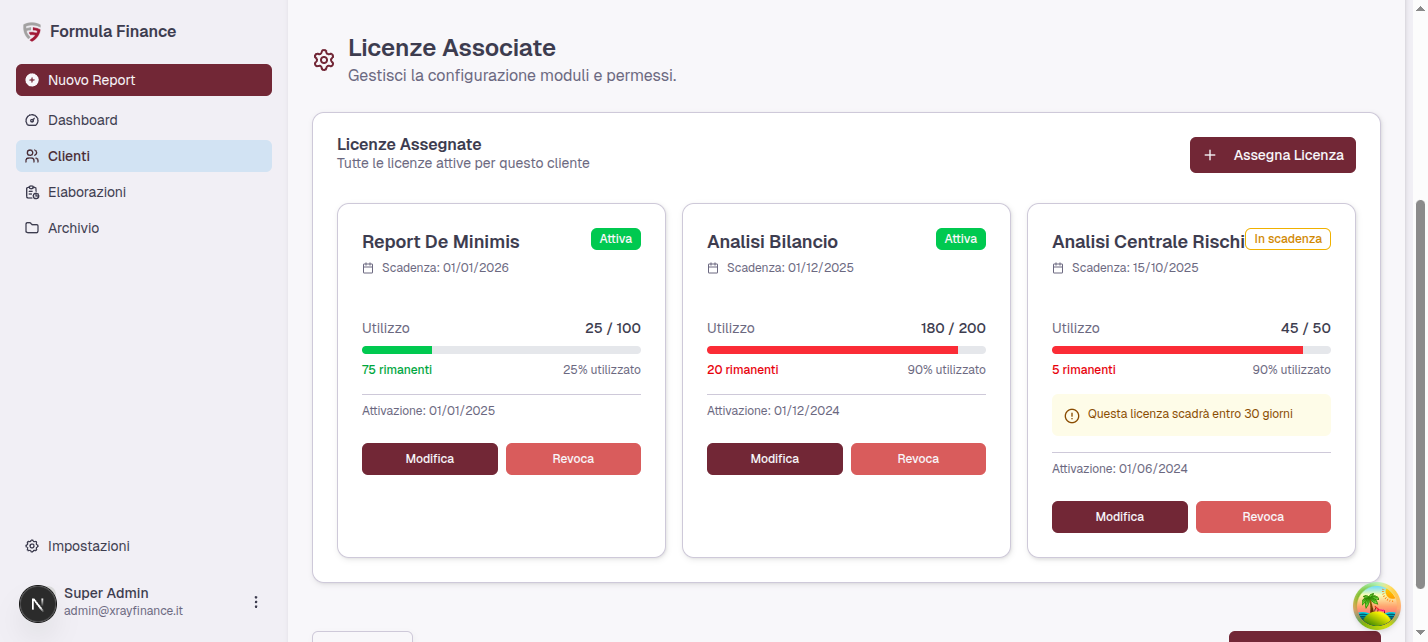 Formula Finance
Nuovo Report
Dashboard
Clienti
Elaborazioni
Archivio
Impostazioni
N
Super Admin
admin@xrayfinance.it
Licenze Associate
Gestisci la configurazione moduli e permessi.
Licenze Assegnate
Tutte le licenze attive per questo cliente
Assegna Licenza
Report De Minimis
Attiva
Scadenza: 01/01/2026
Utilizzo 25 / 100
75 rimanenti 25% utilizzato
Attivazione: 01/01/2025
Modifica Revoca
Analisi Bilancio
Attiva
Scadenza: 01/12/2025
Utilizzo 180 / 200
20 rimanenti 90% utilizzato
Attivazione: 01/12/2024
Modifica Revoca
Analisi Centrale Rischi
In scadenza
Scadenza: 15/10/2025
Utilizzo 45 / 50
5 rimanenti 90% utilizzato
Questa licenza scadrà entro 30 giorni
Attivazione: 01/06/2024
Modifica Revoca